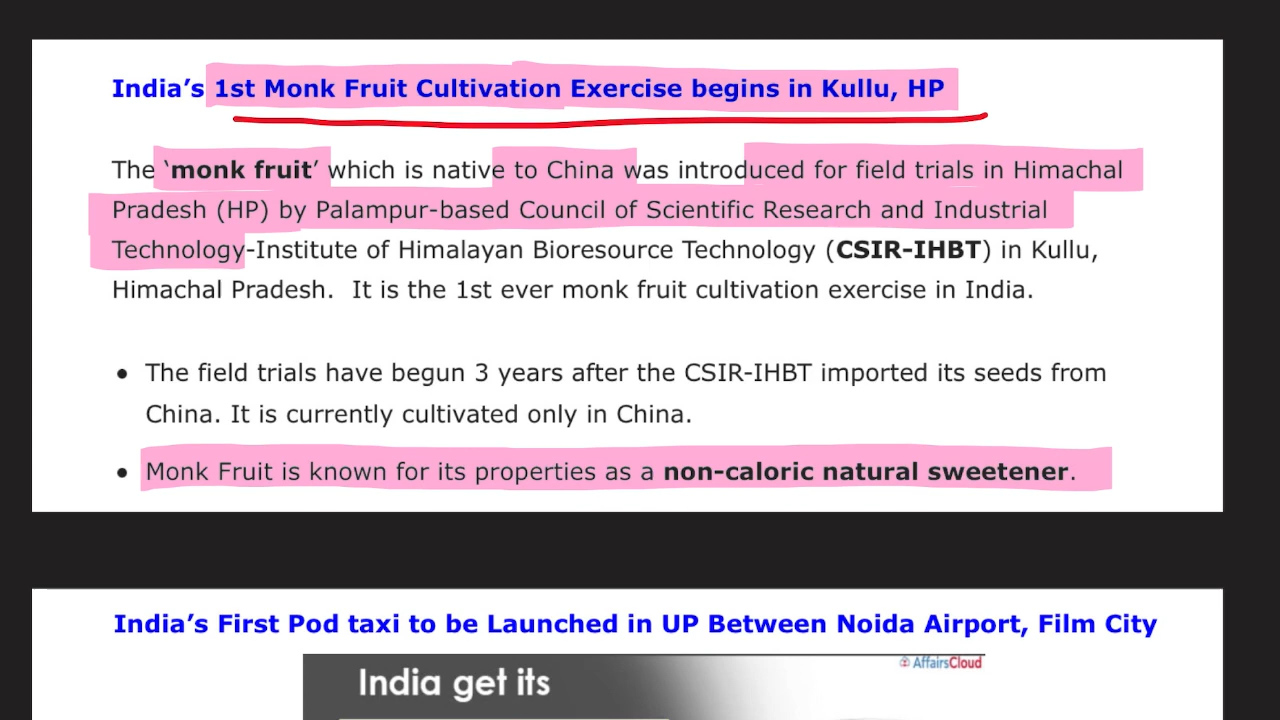 India’s 1st Monk Fruit Cultivation Exercise begins in Kullu, HP
The ‘monk fruit’ which is native to China was introduced for field trials in Himachal
Pradesh (HP) by Palampur-based Council of Scientific Research and Industrial
Technology-Institute of Himalayan Bioresource Technology (CSIR-IHBT) in Kullu,
Himachal Pradesh.  It is the 1st ever monk fruit cultivation exercise in India.
● The field trials have begun 3 years after the CSIR-IHBT imported its seeds from
China. It is currently cultivated only in China.
● Monk Fruit is known for its properties as a non-caloric natural sweetener.
India’s First Pod taxi to be Launched in UP Between Noida Airport, Film City
AffairsCloud
India get its